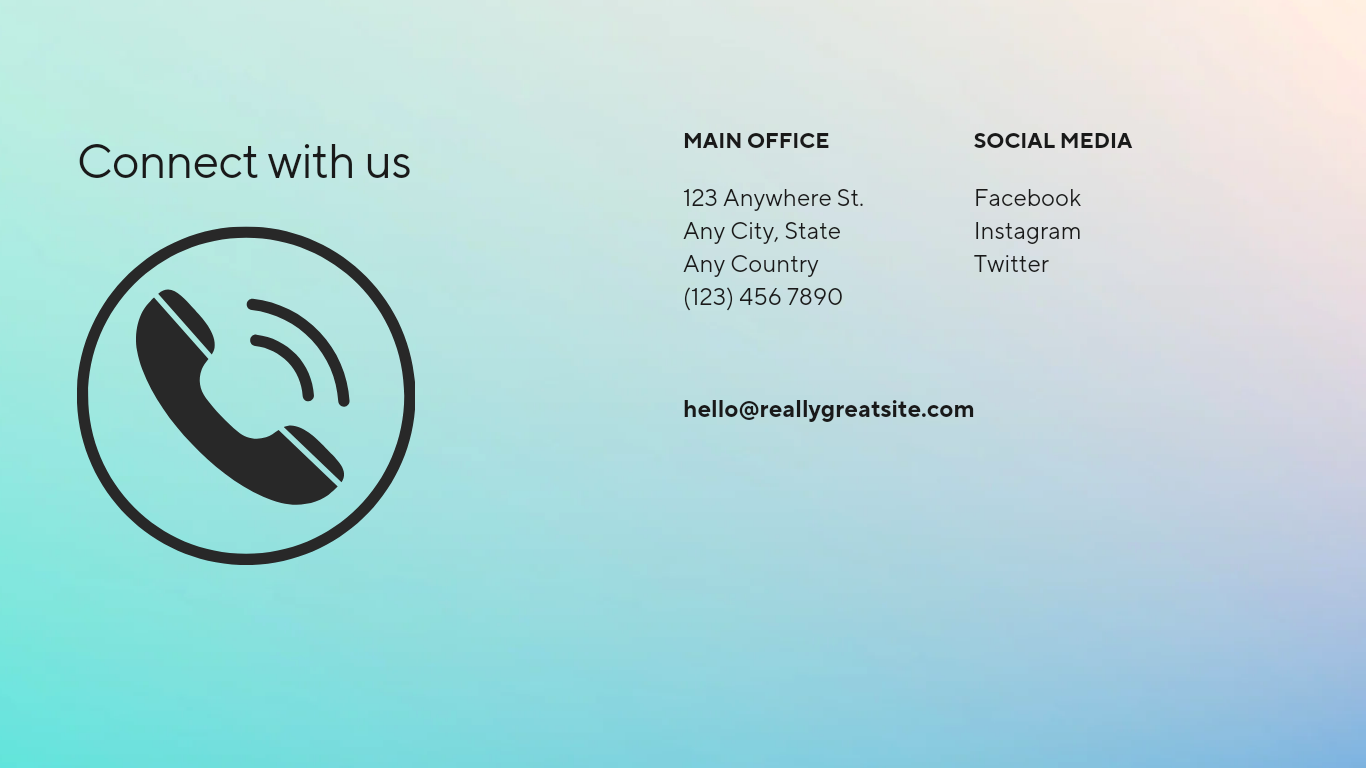 Connect with us
MAIN OFFICE
123 Anywhere St.
Any City, State
Any Country
(123) 456 7890
SOCIAL MEDIA
Facebook
Instagram
Twitter
hello@reallygreatsite.com